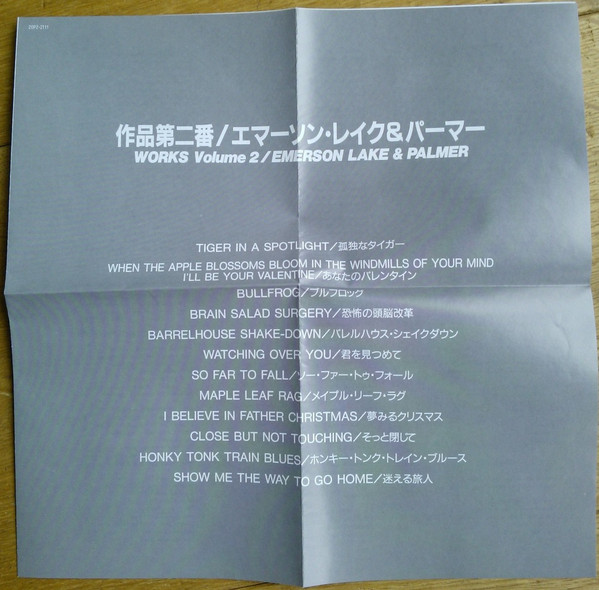 作品第二番/エマーソン・レイク&パーマー
WORKS Volume 2/EMERSON LAKE & PALMER
TIGER IN A SPOTLIGHT/孤独なタイガー
WHEN THE APPLE BLOSSOMS BLOOM IN THE WINDMILLS OF YOUR MIND
I'LL BE YOUR VALENTINE/あなたのバレンタイン
BULLFROG/ブルフロッグ
BRAIN SALAD SURGERY/恐怖の頭脳改革
BARRELHOUSE SHAKE-DOWN/バレルハウス・シェイクダウン
WATCHING OVER YOU/君を見つめて
SO FAR TO FALL/ソー・ファー・トゥ・フォール
MAPLE LEAF RAG/メイプル・リーフ・ラグ
I BELIEVE IN FATHER CHRISTMAS/夢みるクリスマス
CLOSE BUT NOT TOUCHING/そっと閉じて
HONKY TONK TRAIN BLUES/ホンキー・トンク・トレイン・ブルース
SHOW ME THE WAY TO GO HOME/迷える旅人